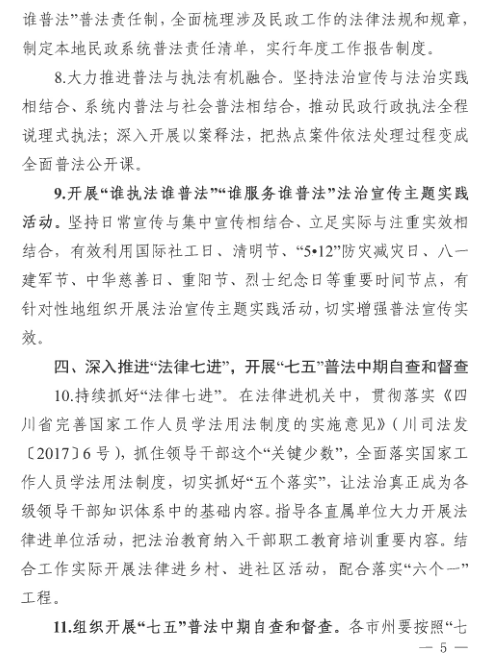 谁普法”普法责任制，全面梳理涉及民政工作的法律法规和规章，
制定本地民政系统普法责任清单，实行年度工作报告制度。
8.大力推进普法与执法有机融合。坚持法治宣传与法治实践
相结合、系统内普法与社会普法相结合，推动民政行政执法全程
说理式执法；深入开展以案释法，把热点案件依法处理过程变成
全面普法公开课。
9.开展“谁执法谁普法”“谁服务谁普法”法治宣传主题实践
活动。坚持日常宣传与集中宣传相结合、立足实际与注重实效相
结合，有效利用国际社工日、清明节、“5•12”防灾减灾日、八一
建军节、中华慈善日、重阳节、烈士纪念日等重要时间节点，有
针对性地组织开展法治宣传主题实践活动，切实增强普法宣传实
效。
四、深入推进“法律七进”，开展“七五”普法中期自查和督查
10.持续抓好“法律七进”。在法律进机关中，贯彻落实《四
川省完善国家工作人员学法用法制度的实施意见》（川司法发
〔2017〕6 号），抓住领导干部这个“关键少数”，全面落实国家工
作人员学法用法制度，切实抓好“五个落实”，让法治真正成为各
级领导干部知识体系中的基础内容。指导各直属单位大力开展法
律进单位活动，把法治教育纳入干部职工教育培训重要内容。结
合工作实际开展法律进乡村、进社区活动，配合落实“六个一”
工程。
11.组织开展“七五”普法中期自查和督查。各市州要按照“七
— 5 —